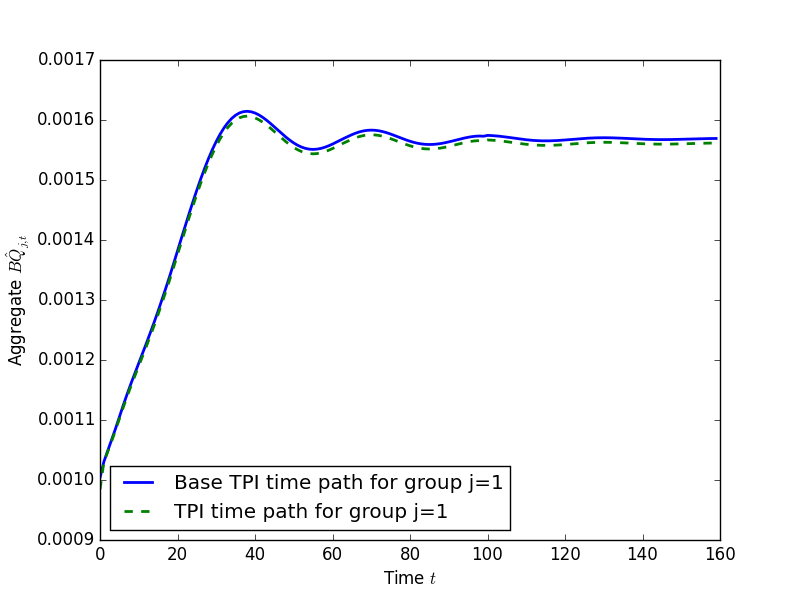 0.0017
0.0016
0.0015
0.0014
0.0013
0.0012
0.0011
0.0010
0.0009
Aggregate $\hat{BQ}_{j,t}$
Base TPI time path for group j=1
TPI time path for group j=1
0 20 40 60 80 100 120 140 160
Time t